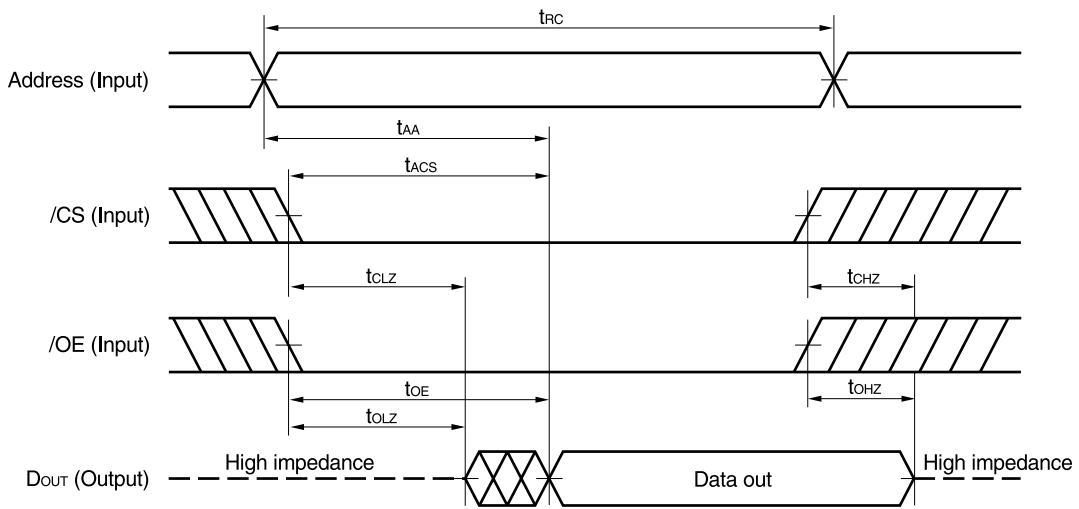 tRC
Address (Input)
tAA
tACS
/CS (Input)
tCLZ
tCHZ
/OE (Input)
tOE
tOHZ
tOLZ
High impedance
DOUT (Output)
Data out
High impedance